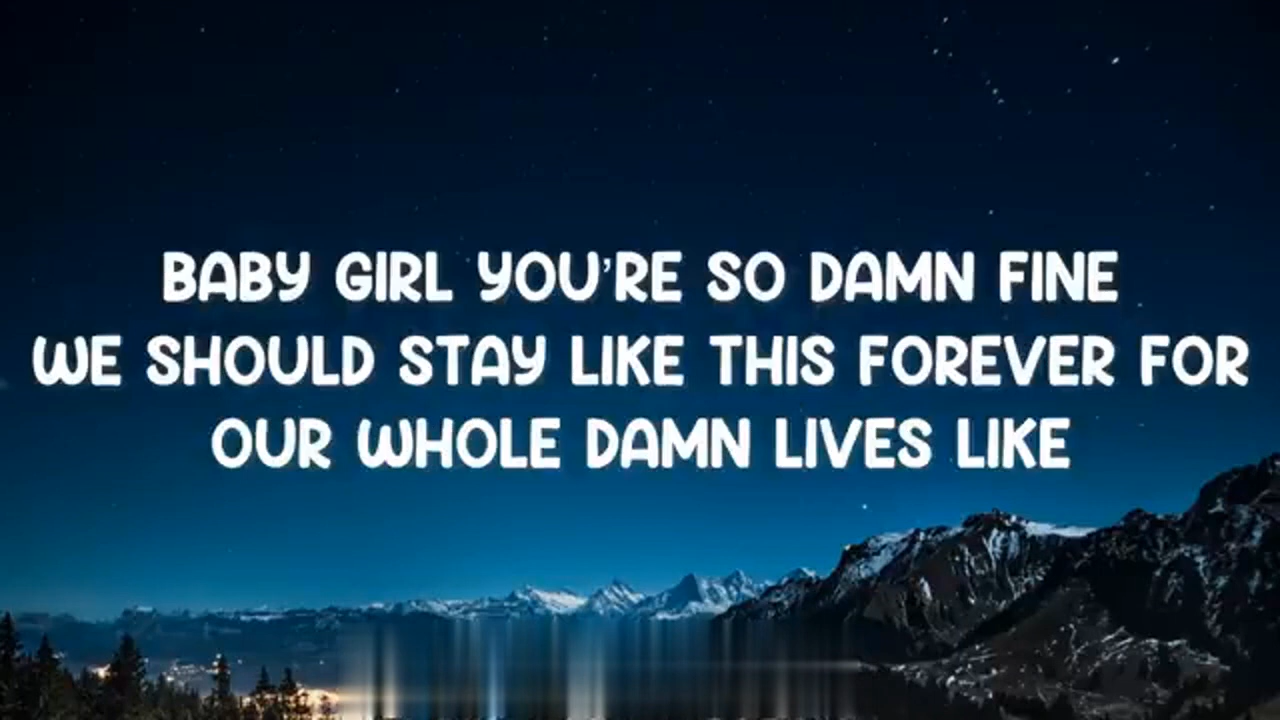 BABY GIRL YOU'RE SO DAMN FINE
WE SHOULD STAY LIKE THIS FOREVER FOR
OUR WHOLE DAMN LIVES LIKE